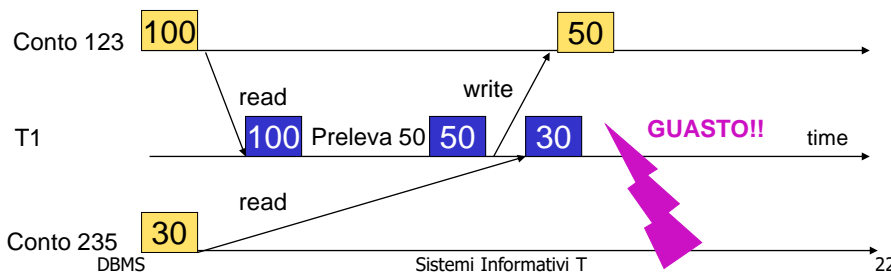 Conto 123 100 50
read write
T1 100 Preleva 50 50 30 GUASTO!! time
read
Conto 235 30
DBMS Sistemi Informativi T 22